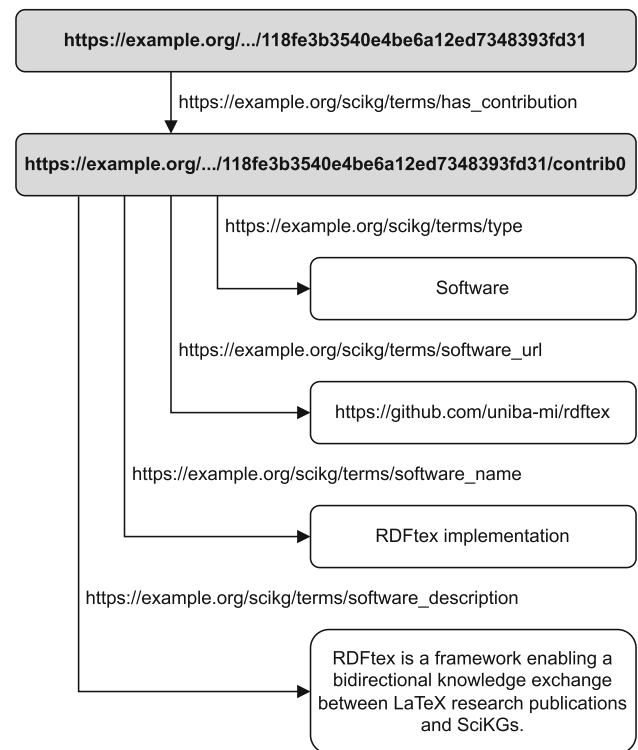 https://example.org/.../118fe3b3540e4be6a12ed7348393fd31
https://example.org/scikg/terms/has_contribution
https://example.org/.../118fe3b3540e4be6a12ed7348393fd31/contrib0
https://example.org/scikg/terms/type
Software
https://example.org/scikg/terms/software_url
https://github.com/uniba-mi/rdftex
https://example.org/scikg/terms/software_name
RDFtex implementation
https://example.org/scikg/terms/software_description
RDFtex is a framework enabling a
bidirectional knowledge exchange
between LaTeX research publications
and SciKGs.